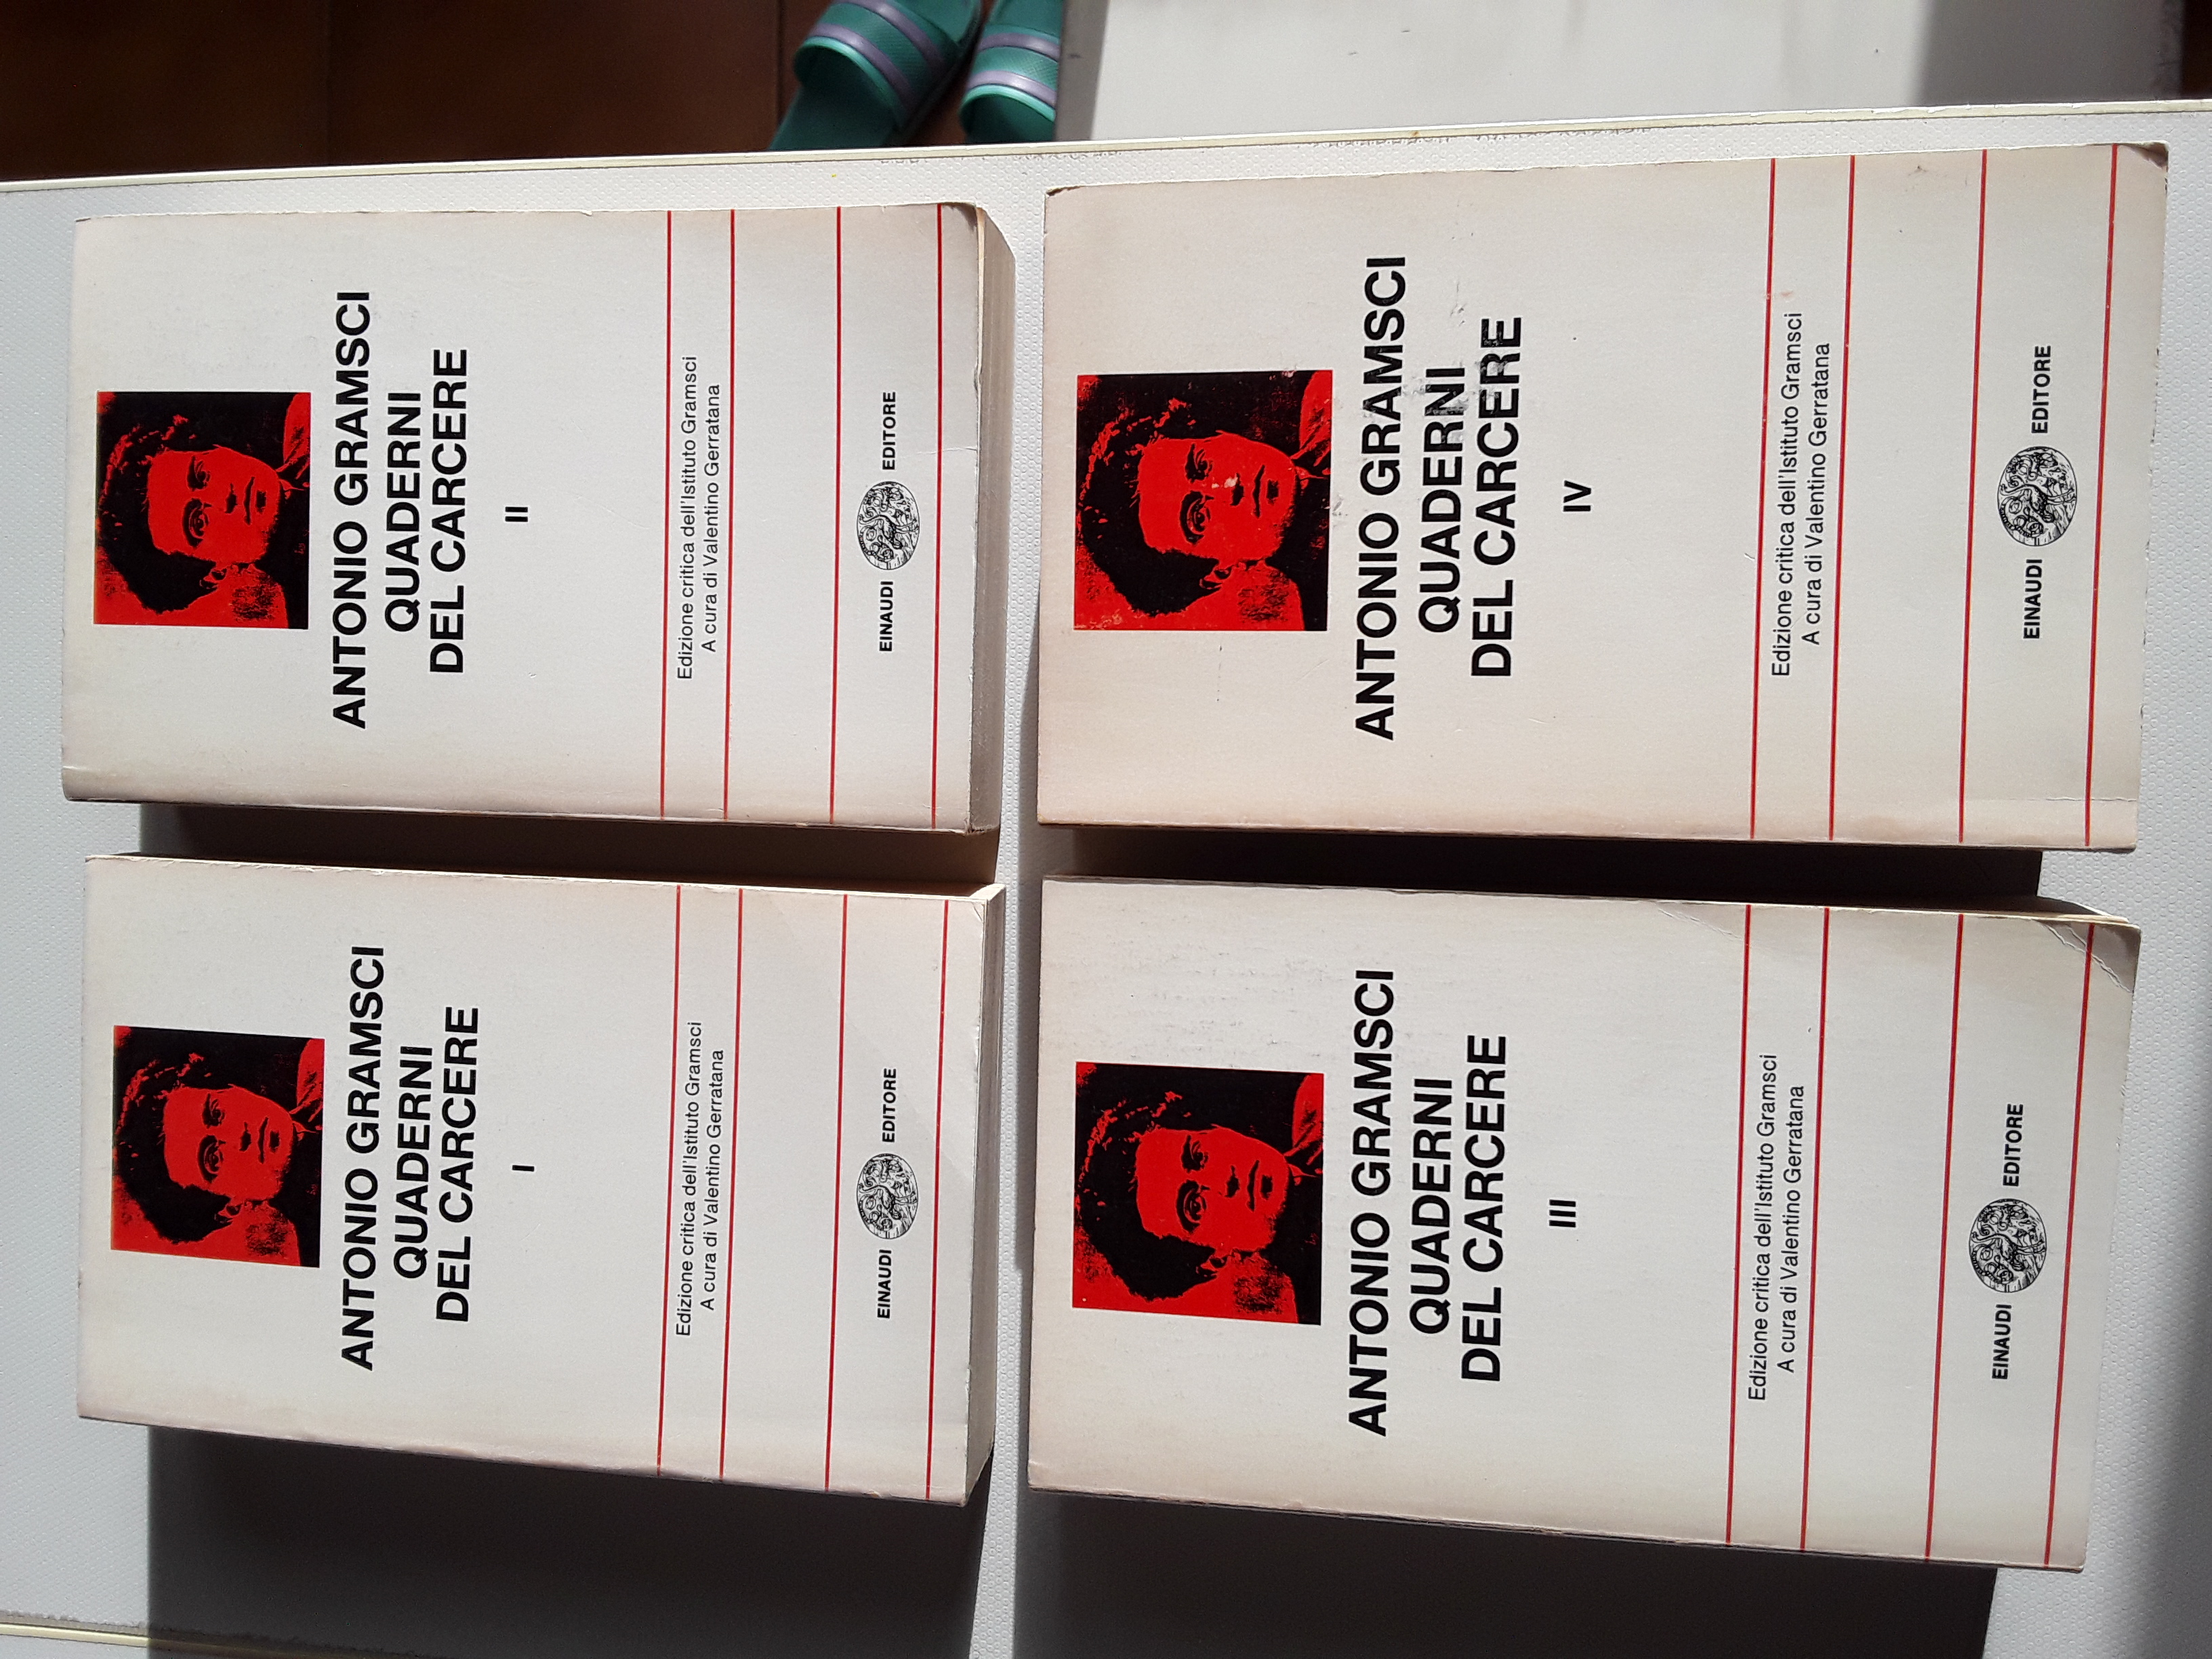 ANTONIO GRAMSCI
QUADERNI
DEL CARCERE
I
Edizione critica dell'Istituto Gramsci
A cura di Valentino Gerratana
EINAUDI EDITORE
ANTONIO GRAMSCI
QUADERNI
DEL CARCERE
II
Edizione critica dell'Istituto Gramsci
A cura di Valentino Gerratana
EINAUDI EDITORE
ANTONIO GRAMSCI
QUADERNI
DEL CARCERE
III
Edizione critica dell'Istituto Gramsci
A cura di Valentino Gerratana
EINAUDI EDITORE
ANTONIO GRAMSCI
QUADERNI
DEL CARCERE
IV
Edizione critica dell'Istituto Gramsci
A cura di Valentino Gerratana
EINAUDI EDITORE